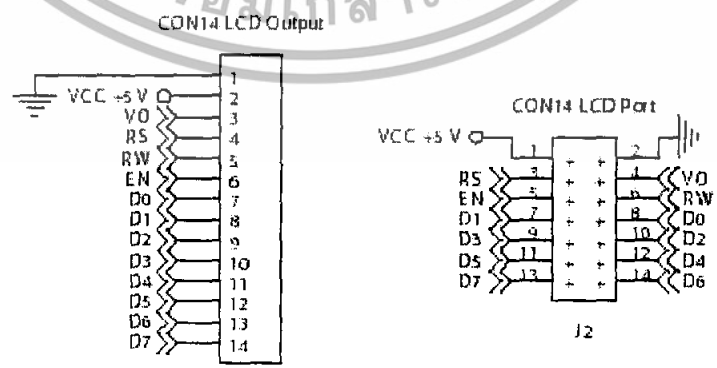 CON14 LCD Output
1
VCC +5 V 2
VO 3
RS 4
RW 5
EN 6
D0 7
D1 8
D2 9
D3 10
D4 11
D5 12
D6 13
D7 14
CON14 LCD Port
VCC +5 V
1 2
RS 3 4 VO
EN 5 6 RW
D1 7 8 D0
D3 9 10 D2
D5 11 12 D4
D7 13 14 D6
J2